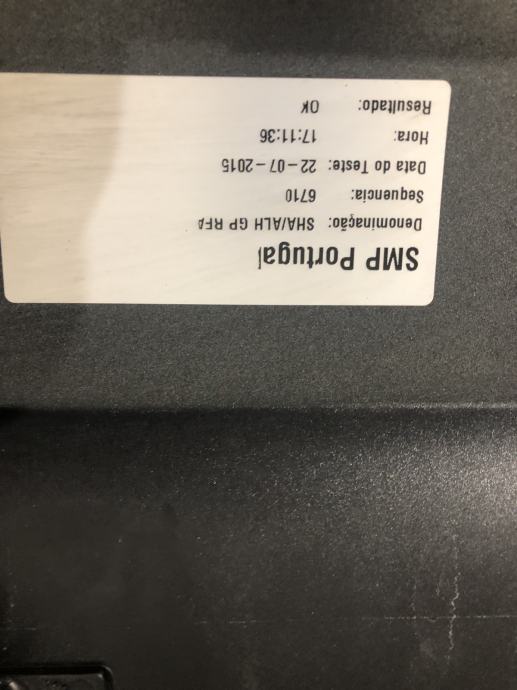 SMP Portugal
Denominação: SHA/ALH GP RFA
Sequencia: 6710
Data do Teste: 22-07-2015
Hora: 17:11:36
Resultado: OK